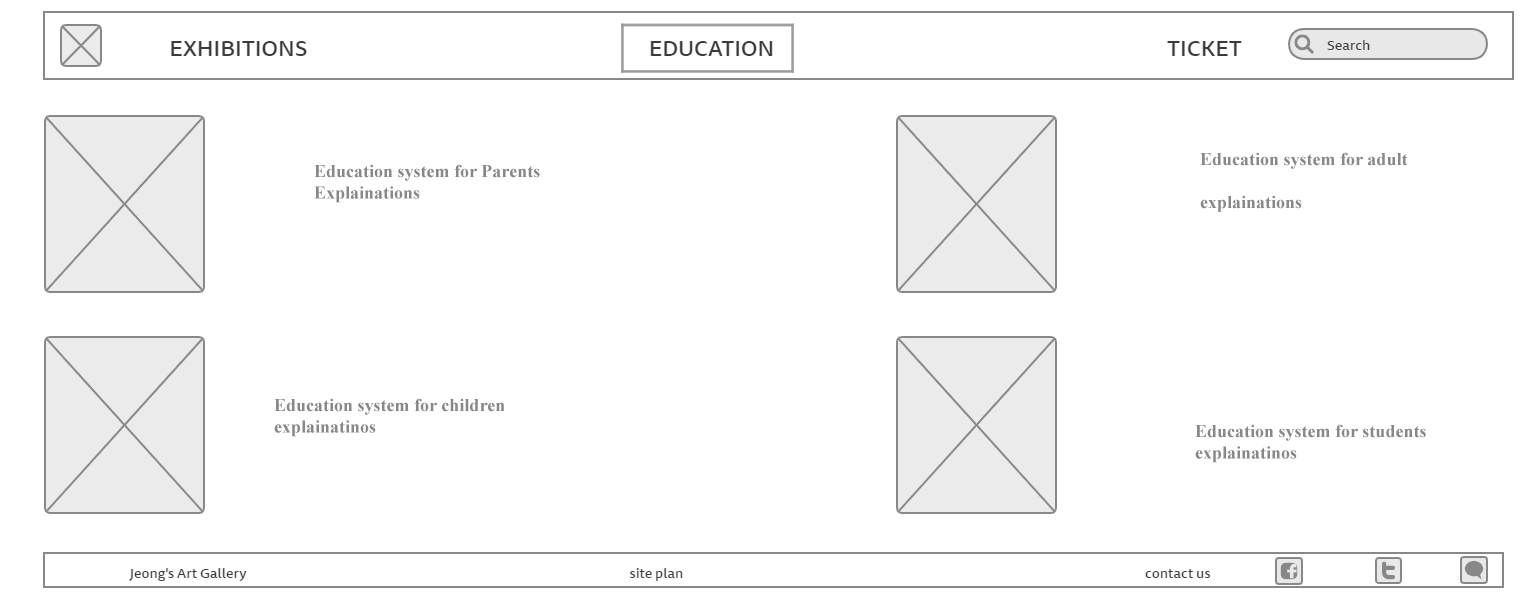 EXHIBITIONS
EDUCATION
TICKET
Search
Education system for Parents
Explainations
Education system for adult
explainations
Education system for children
explainatinos
Education system for students
explainatinos
Jeong's Art Gallery
site plan
contact us